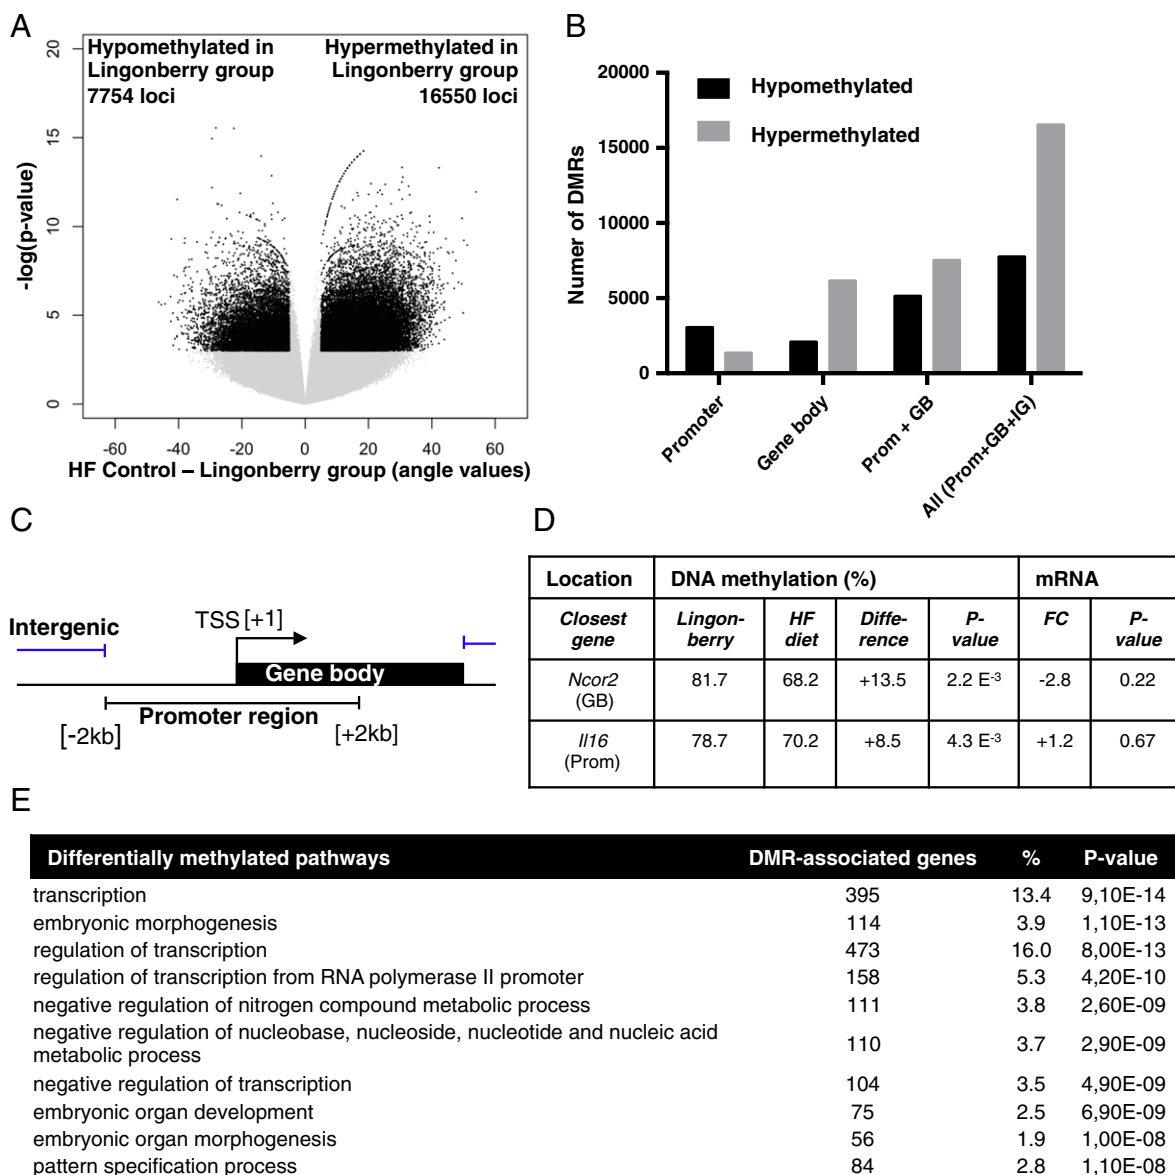 A
Hypomethylated in
Lingonberry group
7754 loci
Hypermethylated in
Lingonberry group
16550 loci
-log(p-value)
20
15
10
5
0
-60 -40 -20 0 20 40 60
HF Control – Lingonberry group (angle values)
B
Numer of DMRs
20000
15000
10000
5000
0
Hypomethylated
Hypermethylated
Promoter
Gene body
Prom + GB
All (Prom+GB+IG)
C
Intergenic
TSS [+1]
Gene body
Promoter region
[-2kb]
[+2kb]
D
Location DNA methylation (%) mRNA
Closest gene Lingon-berry HF diet Diffe-rence P-value FC P-value
Ncor2 (GB) 81.7 68.2 +13.5 2.2 E-3 -2.8 0.22
Il16 (Prom) 78.7 70.2 +8.5 4.3 E-3 +1.2 0.67
E
Differentially methylated pathways DMR-associated genes % P-value
transcription 395 13.4 9,10E-14
embryonic morphogenesis 114 3.9 1,10E-13
regulation of transcription 473 16.0 8,00E-13
regulation of transcription from RNA polymerase II promoter 158 5.3 4,20E-10
negative regulation of nitrogen compound metabolic process 111 3.8 2,60E-09
negative regulation of nucleobase, nucleoside, nucleotide and nucleic acid
metabolic process 110 3.7 2,90E-09
negative regulation of transcription 104 3.5 4,90E-09
embryonic organ development 75 2.5 6,90E-09
embryonic organ morphogenesis 56 1.9 1,00E-08
pattern specification process 84 2.8 1,10E-08